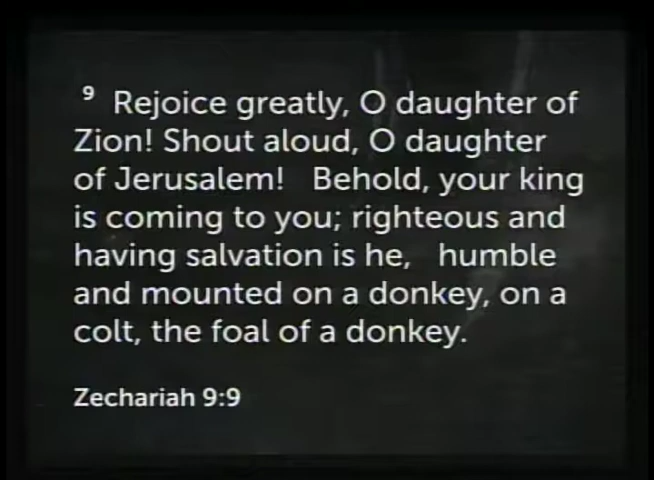 9 Rejoice greatly, O daughter of
Zion! Shout aloud, O daughter
of Jerusalem! Behold, your king
is coming to you; righteous and
having salvation is he, humble
and mounted on a donkey, on a
colt, the foal of a donkey.
Zechariah 9:9